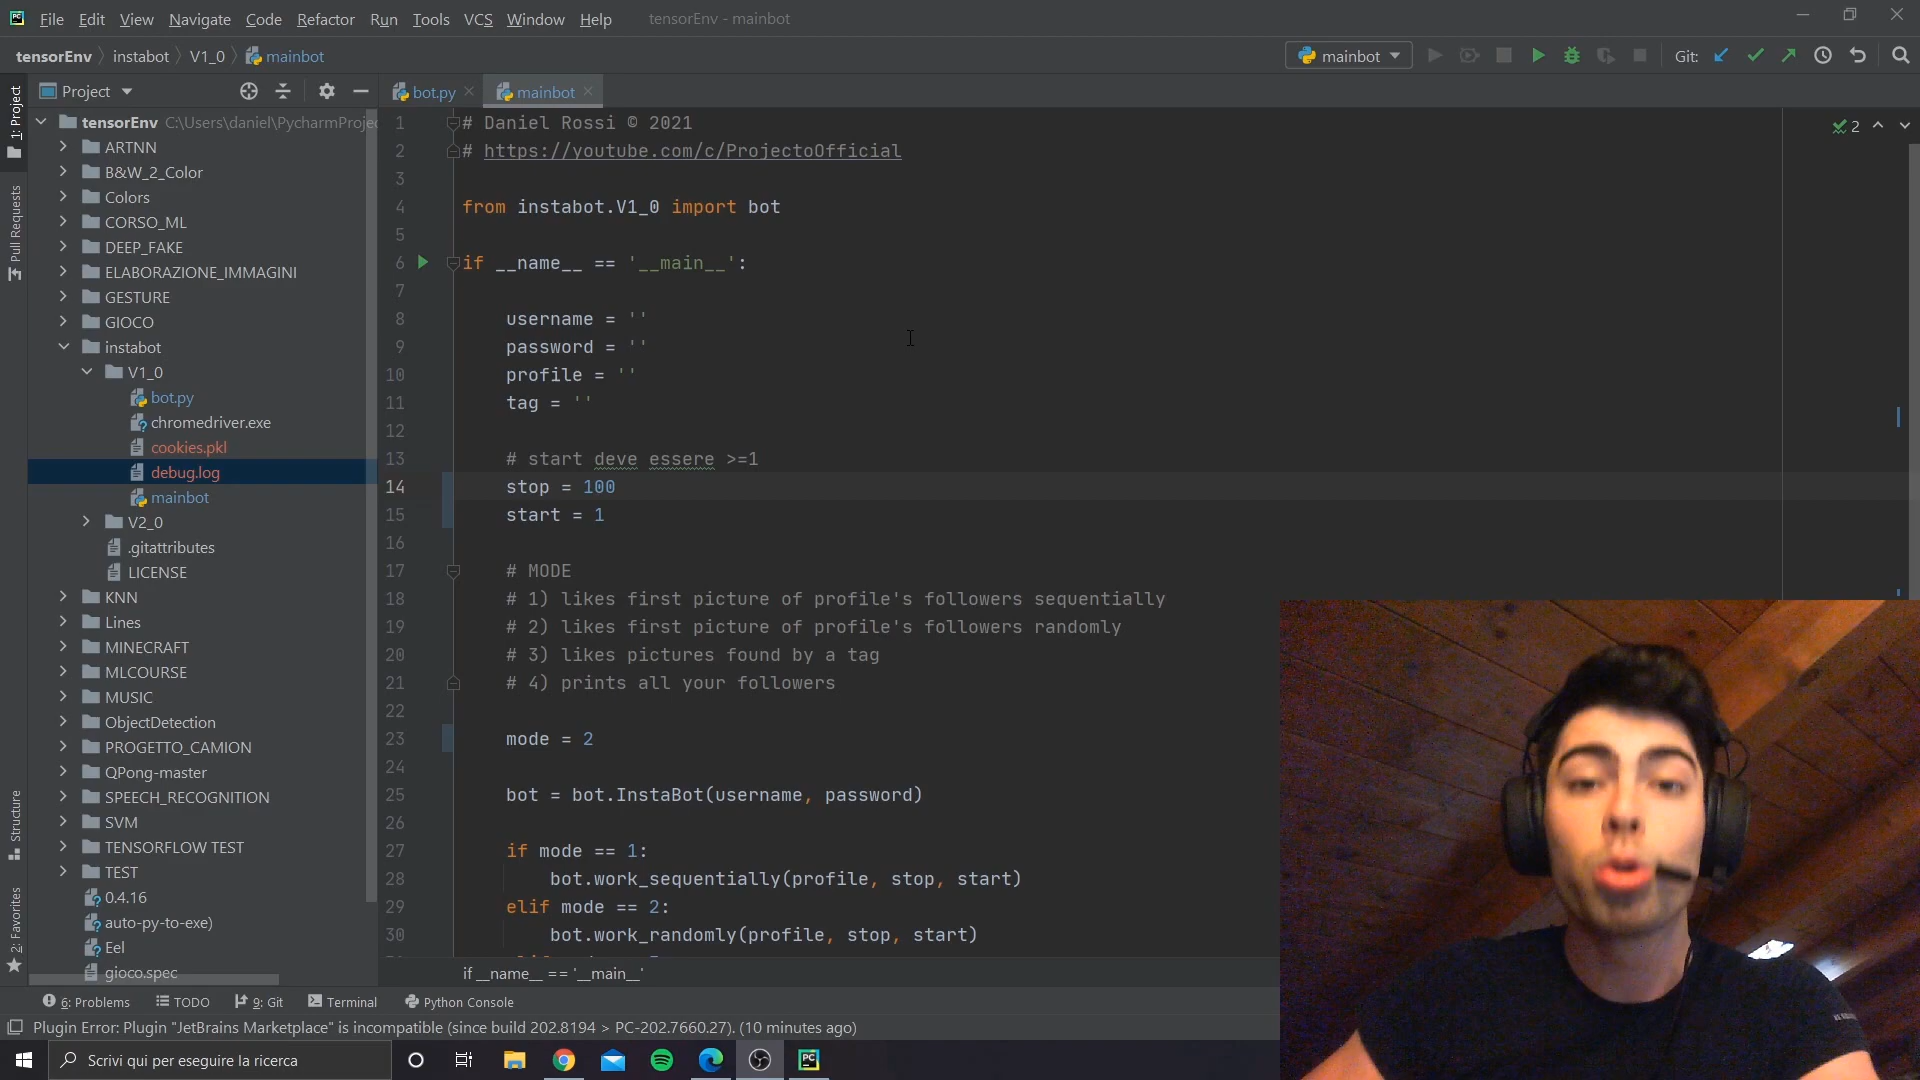 File Edit View Navigate Code Refactor Run Tools VCS Window Help tensorEnv - mainbot
tensorEnv instabot V1_0 mainbot
mainbot Git:
Project
bot.py mainbot
1: Project
Pull Requests
Structure
2: Favorites
tensorEnv C:\Users\daniel\PycharmProjec
ARTNN
B&W_2_Color
Colors
CORSO_ML
DEEP_FAKE
ELABORAZIONE_IMMAGINI
GESTURE
GIOCO
instabot
V1_0
bot.py
chromedriver.exe
cookies.pkl
debug.log
mainbot
V2_0
.gitattributes
LICENSE
KNN
Lines
MINECRAFT
MLCOURSE
MUSIC
ObjectDetection
PROGETTO_CAMION
QPong-master
SPEECH_RECOGNITION
SVM
TENSORFLOW TEST
TEST
0.4.16
auto-py-to-exe)
Eel
gioco.spec
1 # Daniel Rossi © 2021
2 # https://youtube.com/c/ProjectoOfficial
3
4 from instabot.V1_0 import bot
5
6 if __name__ == '__main__':
7
8 username = ''
9 password = ''
10 profile = ''
11 tag = ''
12
13 # start deve essere >=1
14 stop = 100
15 start = 1
16
17 # MODE
18 # 1) likes first picture of profile's followers sequentially
19 # 2) likes first picture of profile's followers randomly
20 # 3) likes pictures found by a tag
21 # 4) prints all your followers
22
23 mode = 2
24
25 bot = bot.InstaBot(username, password)
26
27 if mode == 1:
28 bot.work_sequentially(profile, stop, start)
29 elif mode == 2:
30 bot.work_randomly(profile, stop, start)
2
if __name__ == '__main__'
6: Problems TODO 9: Git Terminal Python Console
Plugin Error: Plugin "JetBrains Marketplace" is incompatible (since build 202.8194 > PC-202.7660.27). (10 minutes ago)
Scrivi qui per eseguire la ricerca